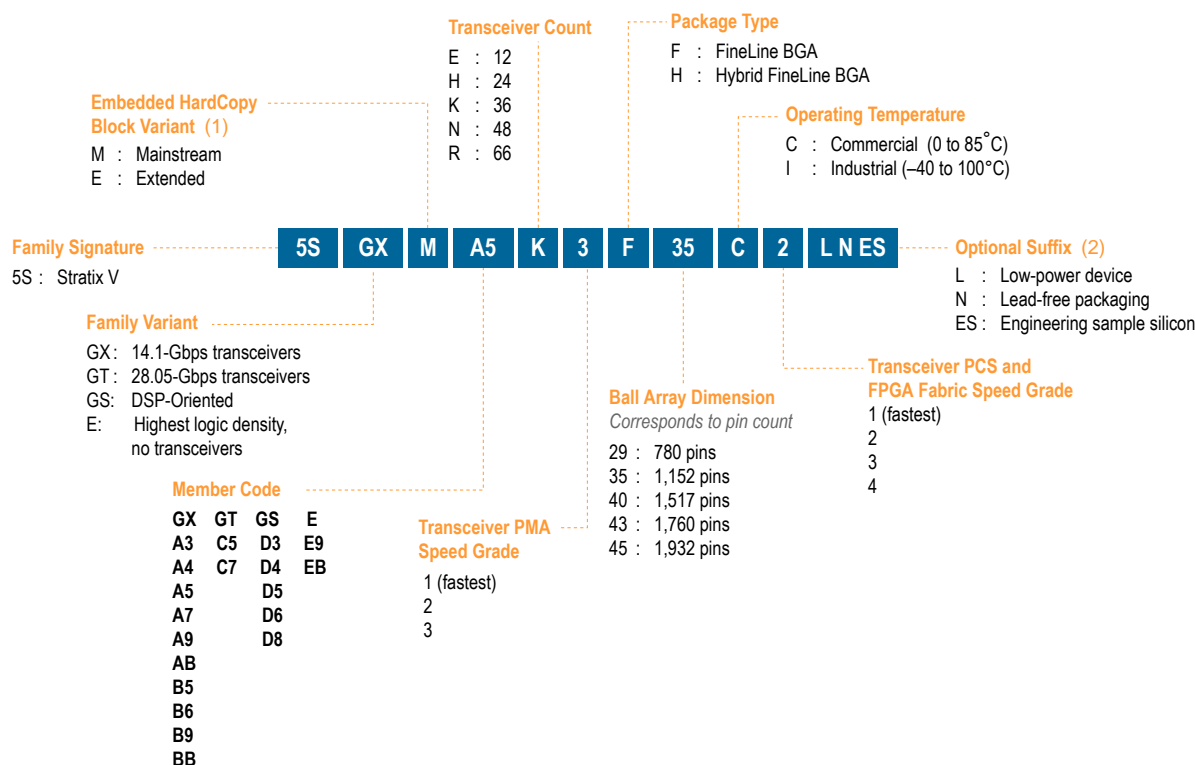 Transceiver Count
E : 12
H : 24
K : 36
N : 48
R : 66
Package Type
F : FineLine BGA
H : Hybrid FineLine BGA
Embedded HardCopy
Block Variant (1)
M : Mainstream
E : Extended
Operating Temperature
C : Commercial (0 to 85°C)
I : Industrial (–40 to 100°C)
Family Signature
5S : Stratix V
5S GX M A5 K 3 F 35 C 2 L N ES
Optional Suffix (2)
L : Low-power device
N : Lead-free packaging
ES : Engineering sample silicon
Family Variant
GX : 14.1-Gbps transceivers
GT : 28.05-Gbps transceivers
GS: DSP-Oriented
E: Highest logic density,
no transceivers
Member Code
GX GT GS E
A3 C5 D3 E9
A4 C7 D4 EB
A5 D5
A7 D6
A9 D8
AB
B5
B6
B9
BB
Transceiver PMA
Speed Grade
1 (fastest)
2
3
Ball Array Dimension
Corresponds to pin count
29 : 780 pins
35 : 1,152 pins
40 : 1,517 pins
43 : 1,760 pins
45 : 1,932 pins
Transceiver PCS and
FPGA Fabric Speed Grade
1 (fastest)
2
3
4